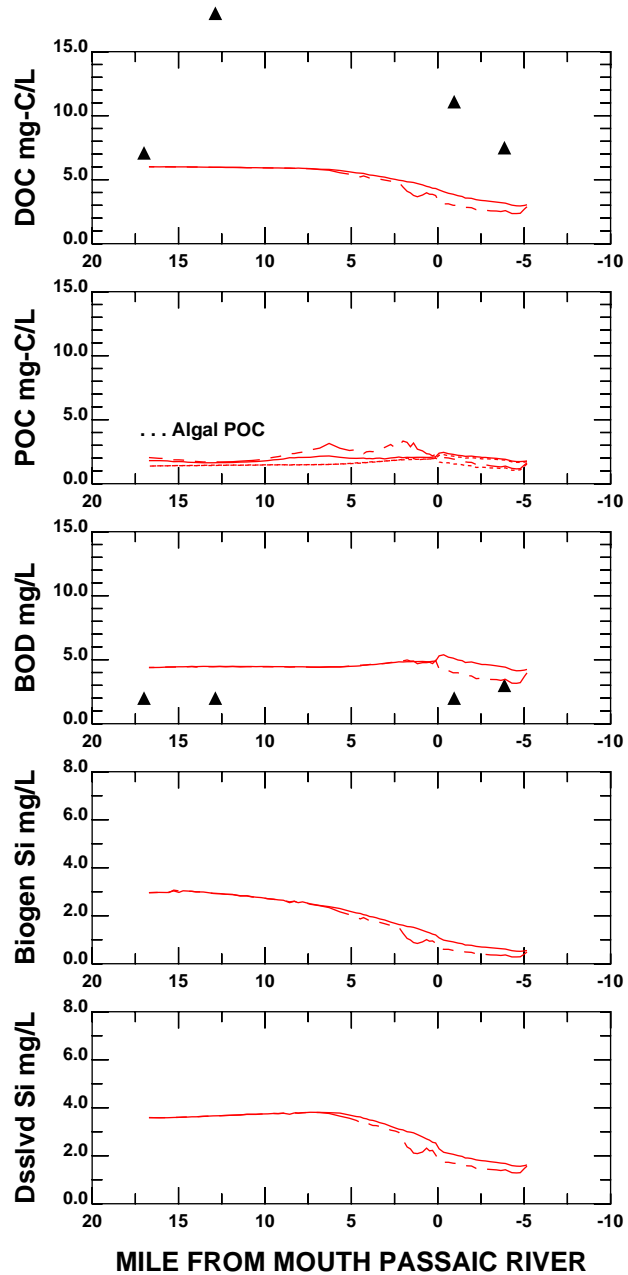 15.0
10.0
5.0
0.0
DOC mg-C/L
20 15 10 5 0 -5 -10
15.0
10.0
5.0
0.0
POC mg-C/L
. . . Algal POC
20 15 10 5 0 -5 -10
15.0
10.0
5.0
0.0
BOD mg/L
20 15 10 5 0 -5 -10
8.0
6.0
4.0
2.0
0.0
Biogen Si mg/L
20 15 10 5 0 -5 -10
8.0
6.0
4.0
2.0
0.0
Dsslvd Si mg/L
20 15 10 5 0 -5 -10
MILE FROM MOUTH PASSAIC RIVER